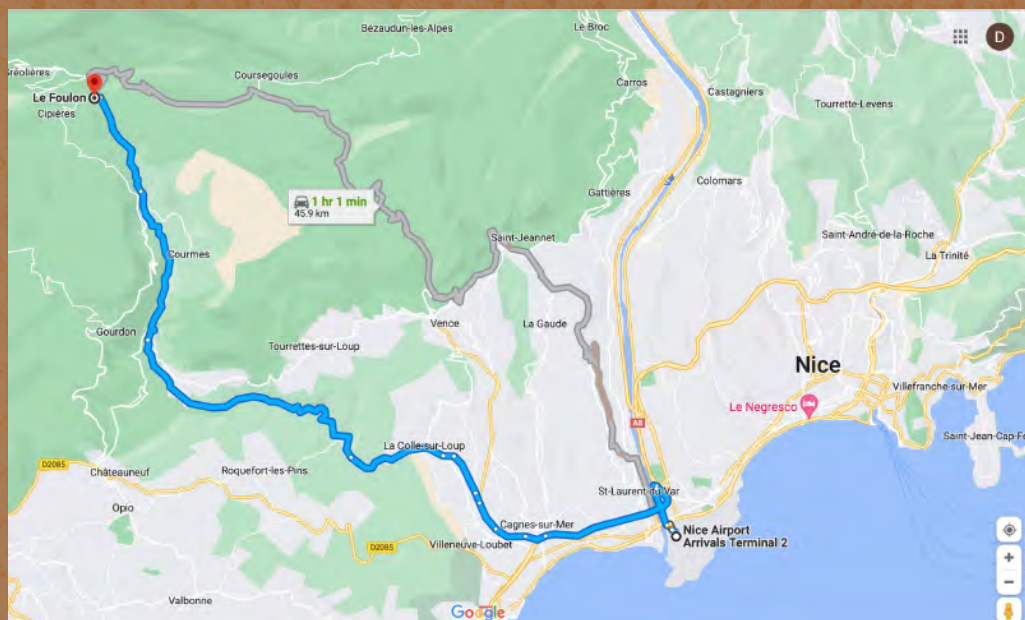 Bézaudun-les-Alpes
Le Broc
D
Gréolières
Coursegoules
Carros
Castagniers
Le Foulon
Cipières
Tourrette-Levens
Var
Colomars
1 hr 1 min
45.9 km
Gattières
Saint-Jeannet
Saint-André-de-la-Roche
La Trinité
Courmes
Gourdon
Vence
La Gaude
Tourrettes-sur-Loup
Nice
Villefranche-sur-Mer
Le Negresco
A8
Saint-Jean-Cap-Fe
La Colle-sur-Loup
D2085
Châteauneuf
Roquefort-les-Pins
St-Laurent-du-Var
Opio
Cagnes-sur-Mer
Nice Airport
Arrivals Terminal 2
D2085
Villeneuve-Loubet
Valbonne
Google